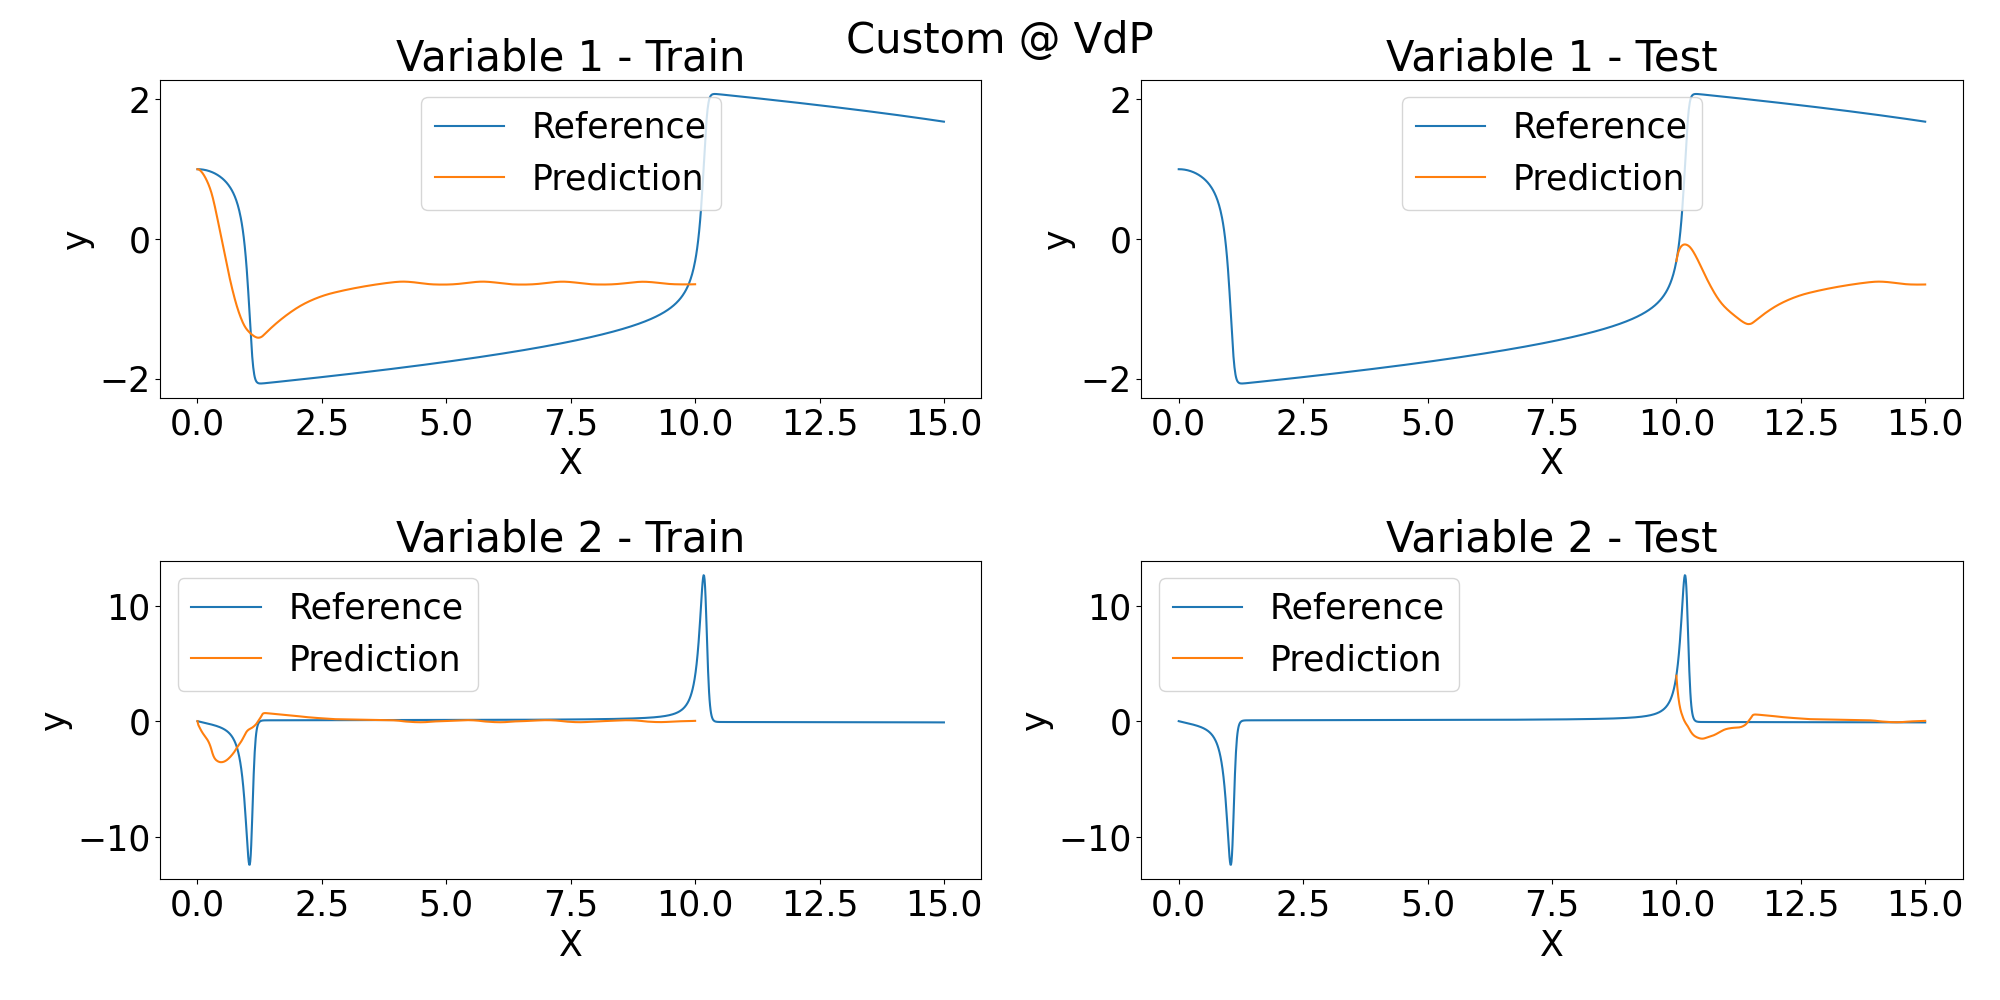 Custom @ VdP
Variable 1 - Train
2
0
−2
y
Reference
Prediction
0.0 2.5 5.0 7.5 10.0 12.5 15.0
X
Variable 1 - Test
2
0
−2
y
Reference
Prediction
0.0 2.5 5.0 7.5 10.0 12.5 15.0
X
Variable 2 - Train
10
0
−10
y
Reference
Prediction
0.0 2.5 5.0 7.5 10.0 12.5 15.0
X
Variable 2 - Test
10
0
−10
y
Reference
Prediction
0.0 2.5 5.0 7.5 10.0 12.5 15.0
X